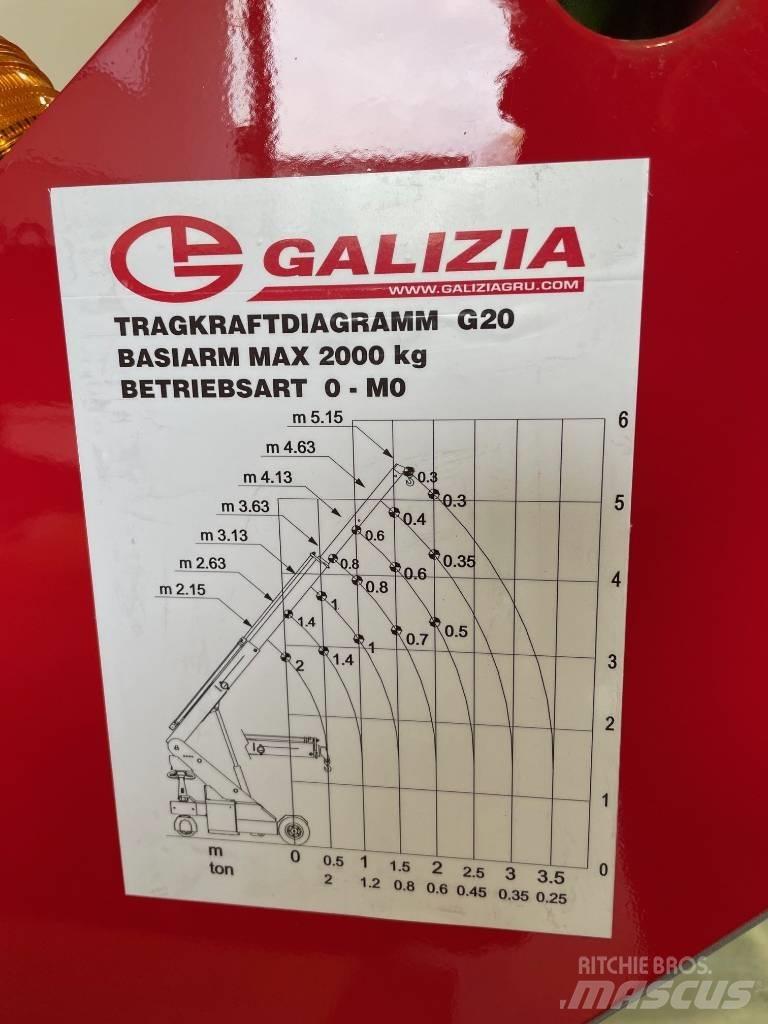 GALIZIA
WWW.GALIZIAGRU.COM
TRAGKRAFTDIAGRAMM G20
BASIARM MAX 2000 kg
BETRIEBSART 0 - M0
m 5.15
m 4.63
m 4.13
m 3.63
m 3.13
m 2.63
m 2.15
6
5
4
3
2
1
0
0.3 0.3
0.4 0.35
0.6 0.6 0.5
0.8 0.8 0.7
1 1
1.4 1.4
2
m 0 0.5 1 1.5 2 2.5 3 3.5
ton 2 1.2 0.8 0.6 0.45 0.35 0.25
RITCHIE BROS.
MASCUS